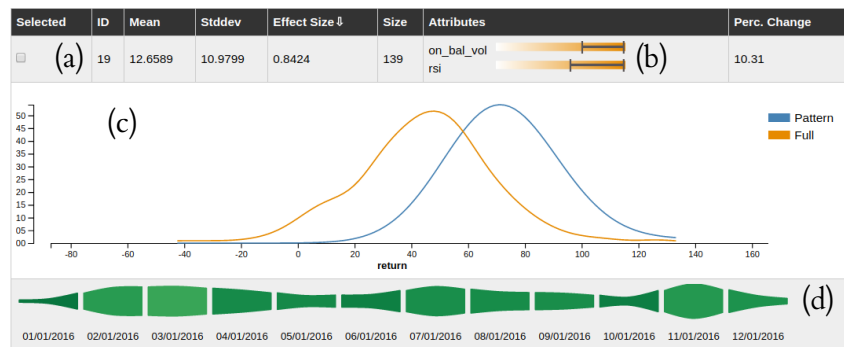 Selected ID Mean Stddev Effect Size⇩ Size Attributes Perc. Change
(a) 19 12.6589 10.9799 0.8424 139 on_bal_vol (b) 10.31
rsi
(c)
Pattern
Full
50
45
40
35
30
25
20
15
10
05
00
-80 -60 -40 -20 0 20 40 60 80 100 120 140 160
return
(d)
01/01/2016 02/01/2016 03/01/2016 04/01/2016 05/01/2016 06/01/2016 07/01/2016 08/01/2016 09/01/2016 10/01/2016 11/01/2016 12/01/2016